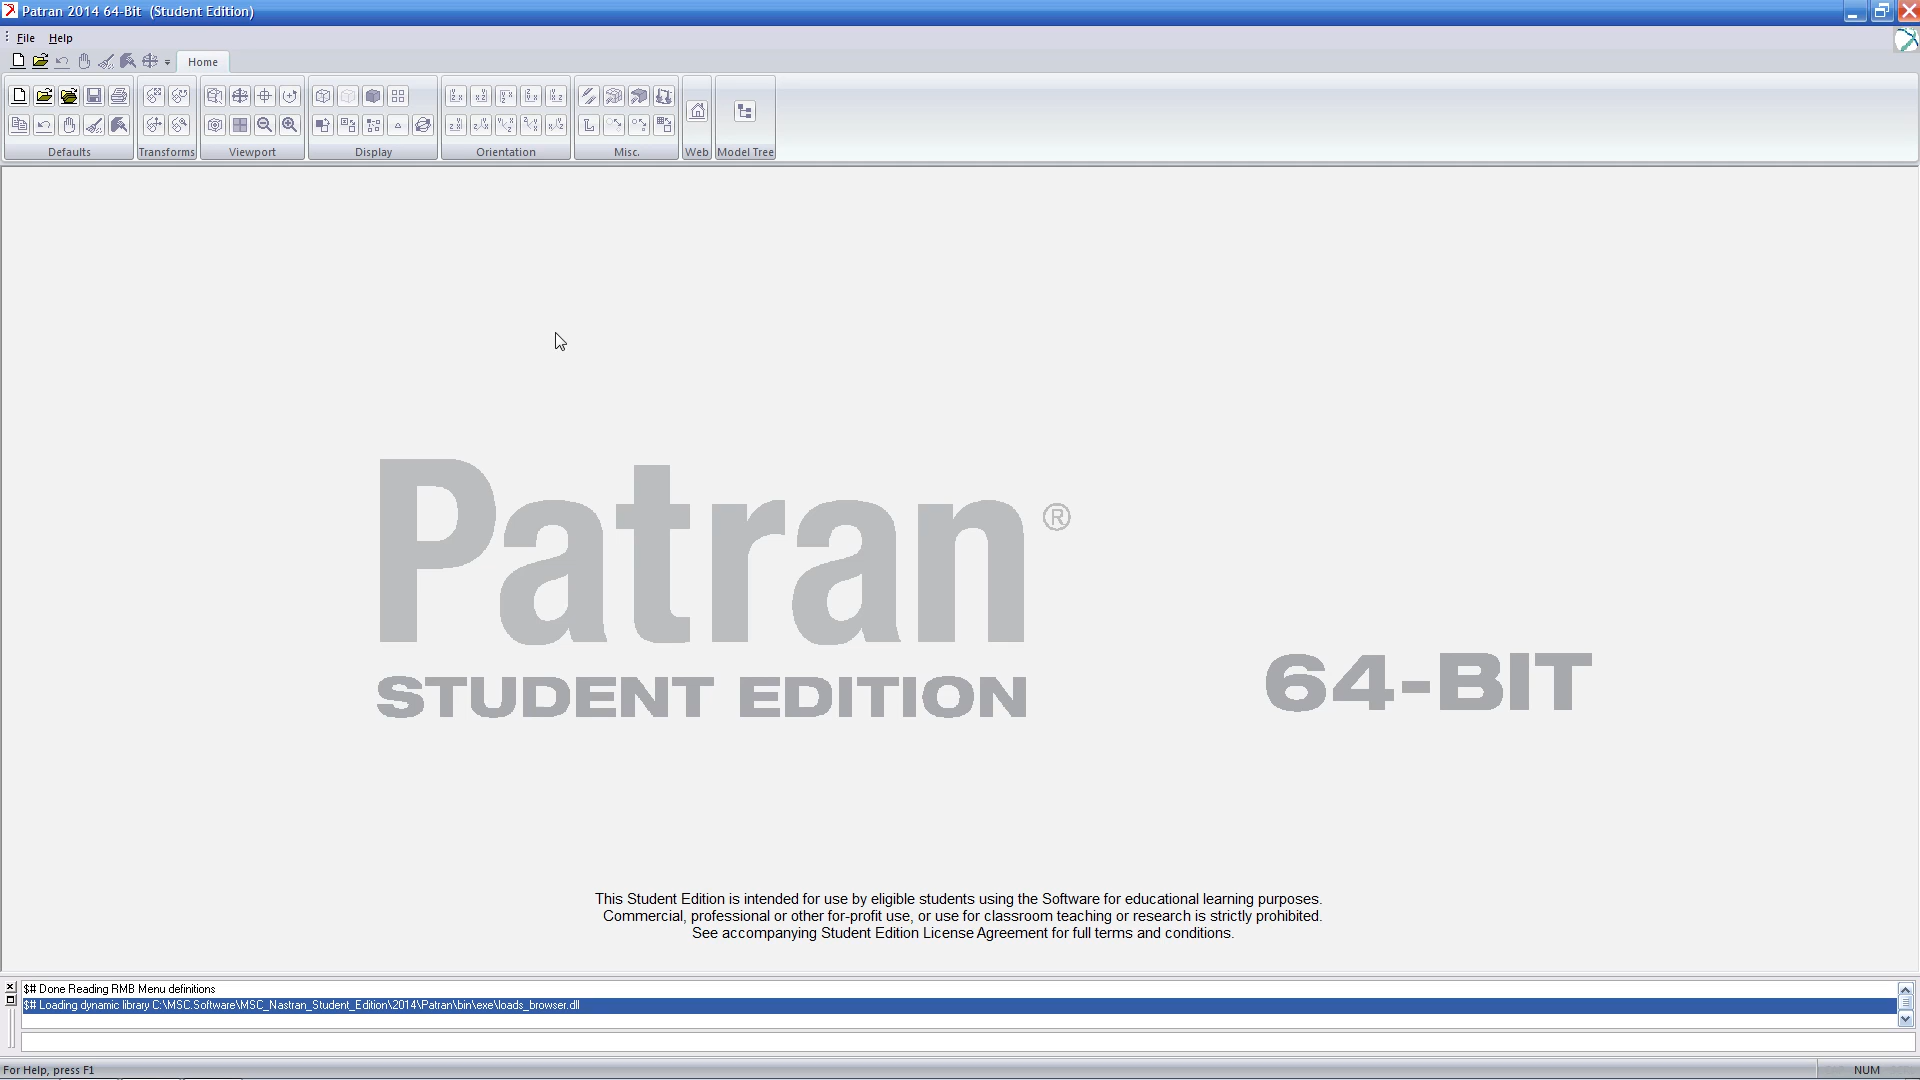 Patran 2014 64-Bit (Student Edition)
File Help
Home
Defaults Transforms Viewport Display Orientation Misc. Web Model Tree
Patran®
STUDENT EDITION
64-BIT
This Student Edition is intended for use by eligible students using the Software for educational learning purposes.
Commercial, professional or other for-profit use, or use for classroom teaching or research is strictly prohibited.
See accompanying Student Edition License Agreement for full terms and conditions.
$# Done Reading RMB Menu definitions
$# Loading dynamic library C:\MSC.Software\MSC_Nastran_Student_Edition\2014\Patran\bin\exe\loads_browser.dll
For Help, press F1
NUM